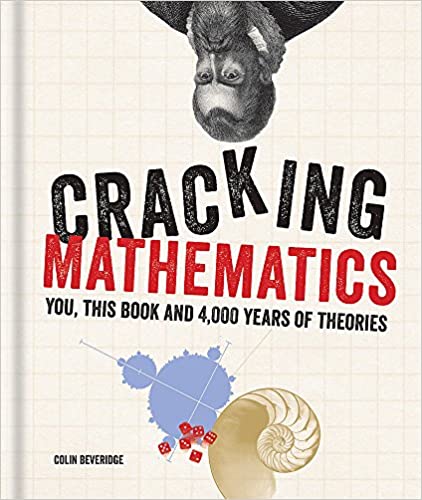 CRACKING
MATHEMATICS
YOU, THIS BOOK AND 4,000 YEARS OF THEORIES
COLIN BEVERIDGE